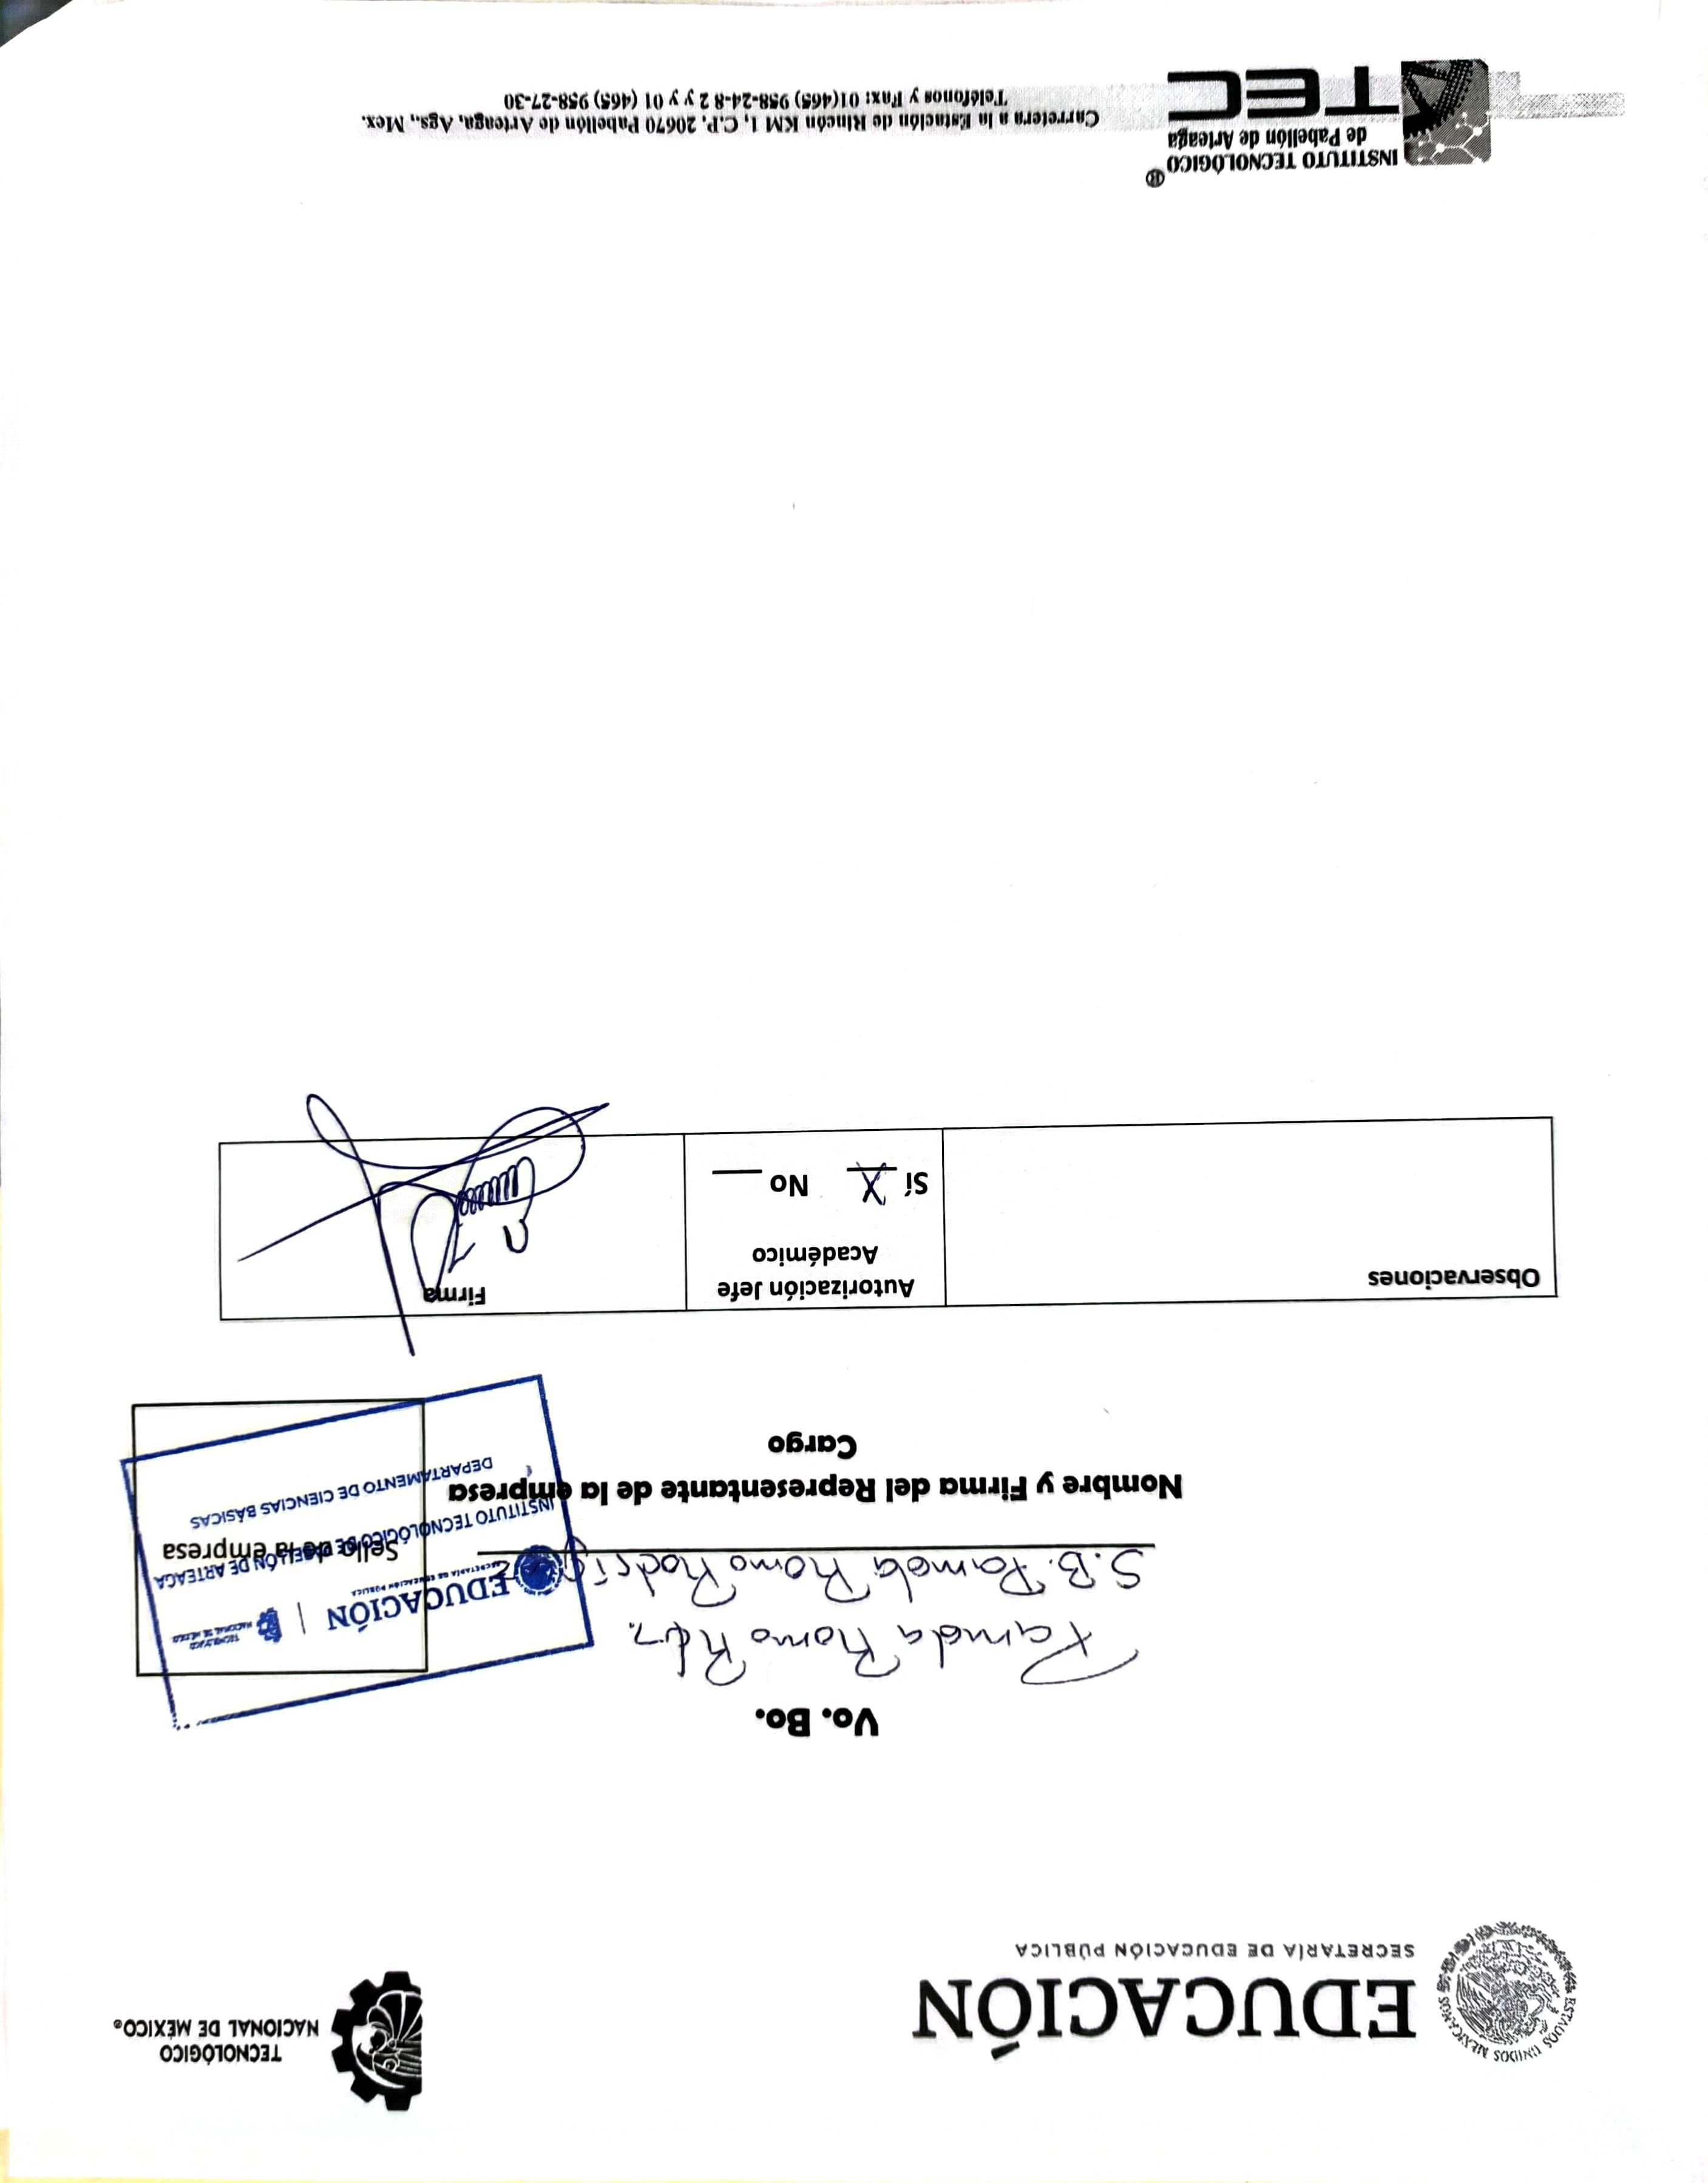 ESTADOS UNIDOS MEXICANOS
EDUCACIÓN
SECRETARÍA DE EDUCACIÓN PÚBLICA
TECNOLÓGICO
NACIONAL DE MÉXICO®
Vo. Bo.
Pamela Romo Rdz.
S.B. Pamela Romo Rodríguez
Nombre y Firma del Representante de la empresa
Cargo
EDUCACIÓN
SECRETARÍA DE EDUCACIÓN PÚBLICA
TECNOLÓGICO
NACIONAL DE MÉXICO
Sello de la empresa
INSTITUTO TECNOLÓGICO DE PABELLÓN DE ARTEAGA
DEPARTAMENTO DE CIENCIAS BÁSICAS
Observaciones
Autorización Jefe
Académico
Sí X No
Firma
INSTITUTO TECNOLÓGICO®
de Pabellón de Arteaga
TEC
Carretera a la Estación de Rincón KM 1, C.P. 20670 Pabellón de Arteaga, Ags., Mex.
Teléfonos y Fax: 01(465) 958-24-8 2 y y 01 (465) 958-27-30